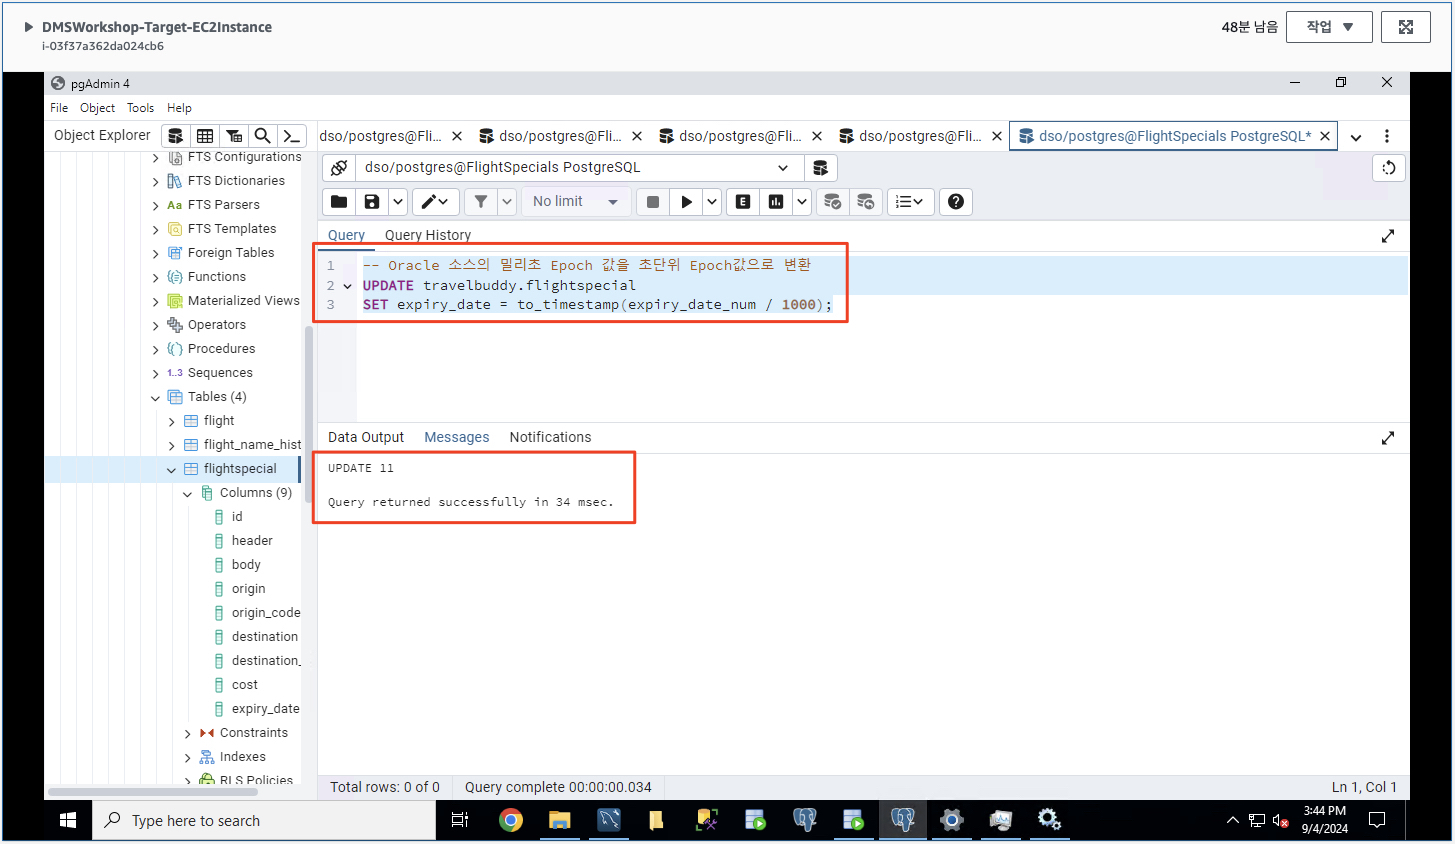 DMSWorkshop-Target-EC2Instance
i-03f37a362da024cb6
48분 남음
작업
pgAdmin 4
File Object Tools Help
Object Explorer
dso/postgres@Fli...
dso/postgres@Fli...
dso/postgres@Fli...
dso/postgres@Fli...
dso/postgres@FlightSpecials PostgreSQL*
dso/postgres@FlightSpecials PostgreSQL
No limit
E
Query Query History
1 -- Oracle 소스의 밀리초 Epoch 값을 초단위 Epoch값으로 변환
2 UPDATE travelbuddy.flightspecial
3 SET expiry_date = to_timestamp(expiry_date_num / 1000);
Data Output Messages Notifications
UPDATE 11
Query returned successfully in 34 msec.
FTS Configurations
FTS Dictionaries
Aa FTS Parsers
FTS Templates
Foreign Tables
Functions
Materialized Views
Operators
Procedures
1..3 Sequences
Tables (4)
flight
flight_name_hist
flightspecial
Columns (9)
id
header
body
origin
origin_code
destination
destination_
cost
expiry_date
Constraints
Indexes
RLS Policies
Total rows: 0 of 0
Query complete 00:00:00.034
Ln 1, Col 1
Type here to search
3:44 PM
9/4/2024